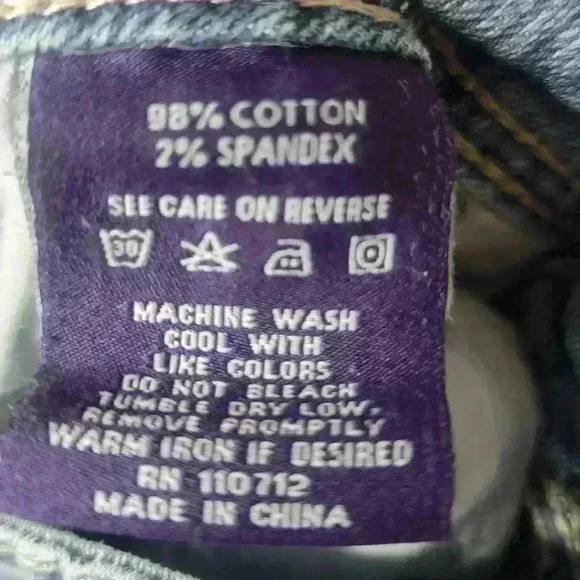 98% COTTON
2% SPANDEX
SEE CARE ON REVERSE
30
MACHINE WASH
COOL WITH
LIKE COLORS
DO NOT BLEACH
TUMBLE DRY LOW,
REMOVE PROMPTLY
WARM IRON IF DESIRED
RN 110712
MADE IN CHINA